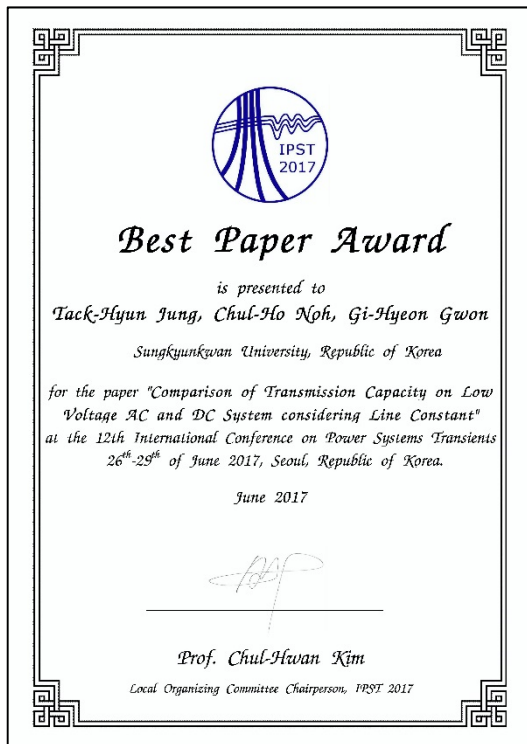 IPST
2017
Best Paper Award
is presented to
Tack-Hyun Jung, Chul-Ho Noh, Gi-Hyeon Gwon
Sungkyunkwan University, Republic of Korea
for the paper "Comparison of Transmission Capacity on Low
Voltage AC and DC System considering Line Constant"
at the 12th International Conference on Power Systems Transients
26th-29th of June 2017, Seoul, Republic of Korea.
June 2017
Prof. Chul-Hwan Kim
Local Organizing Committee Chairperson, IPST 2017